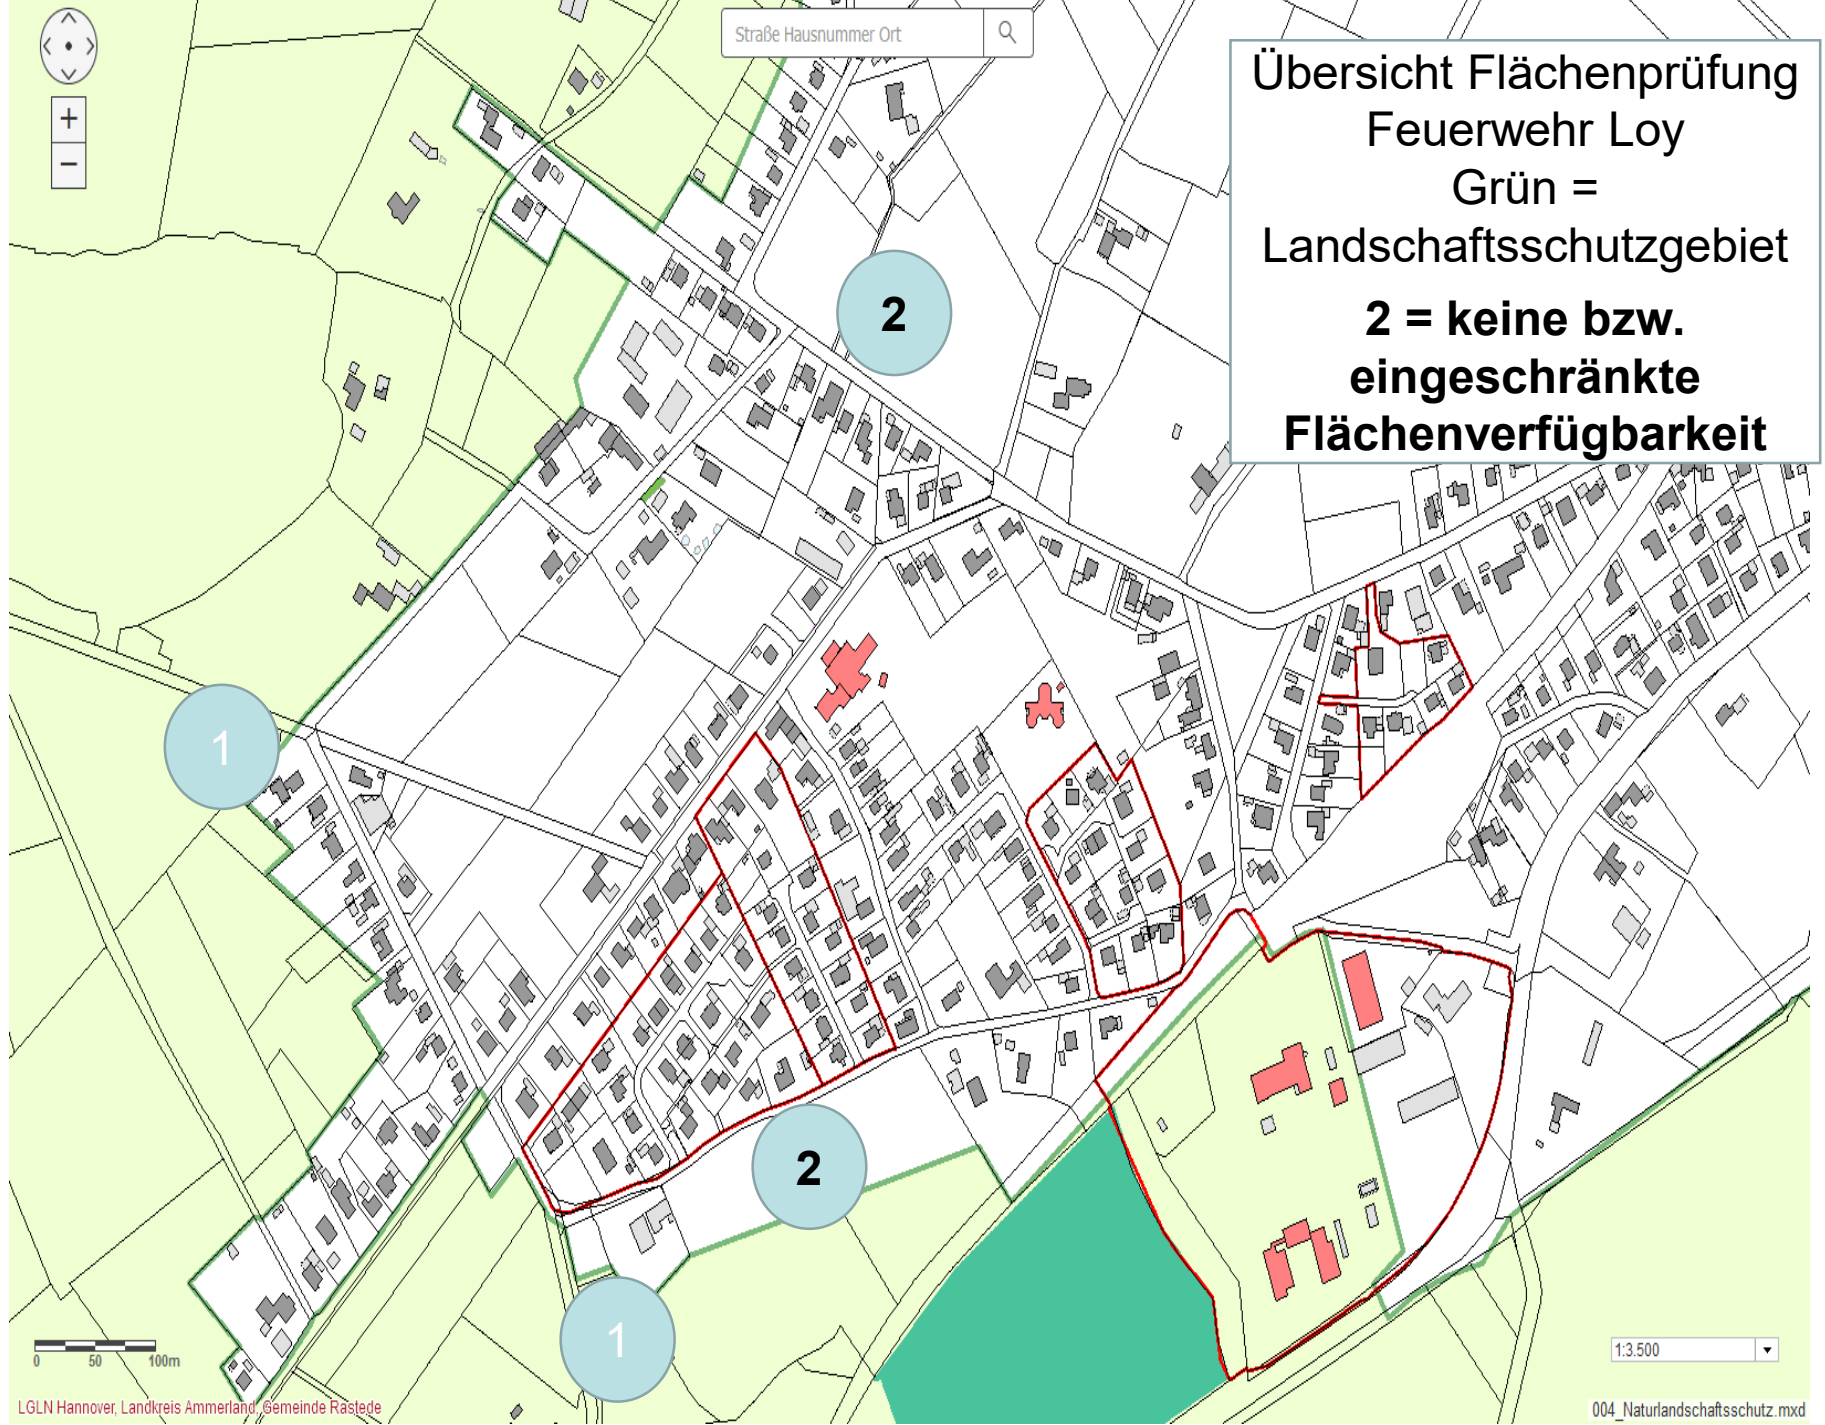 Straße Hausnummer Ort
+
−
Übersicht Flächenprüfung
Feuerwehr Loy
Grün =
Landschaftsschutzgebiet
2 = keine bzw.
eingeschränkte
Flächenverfügbarkeit
2
1
2
1
0 50 100m
1:3.500
LGLN Hannover, Landkreis Ammerland, Gemeinde Rastede
004_Naturlandschaftsschutz.mxd